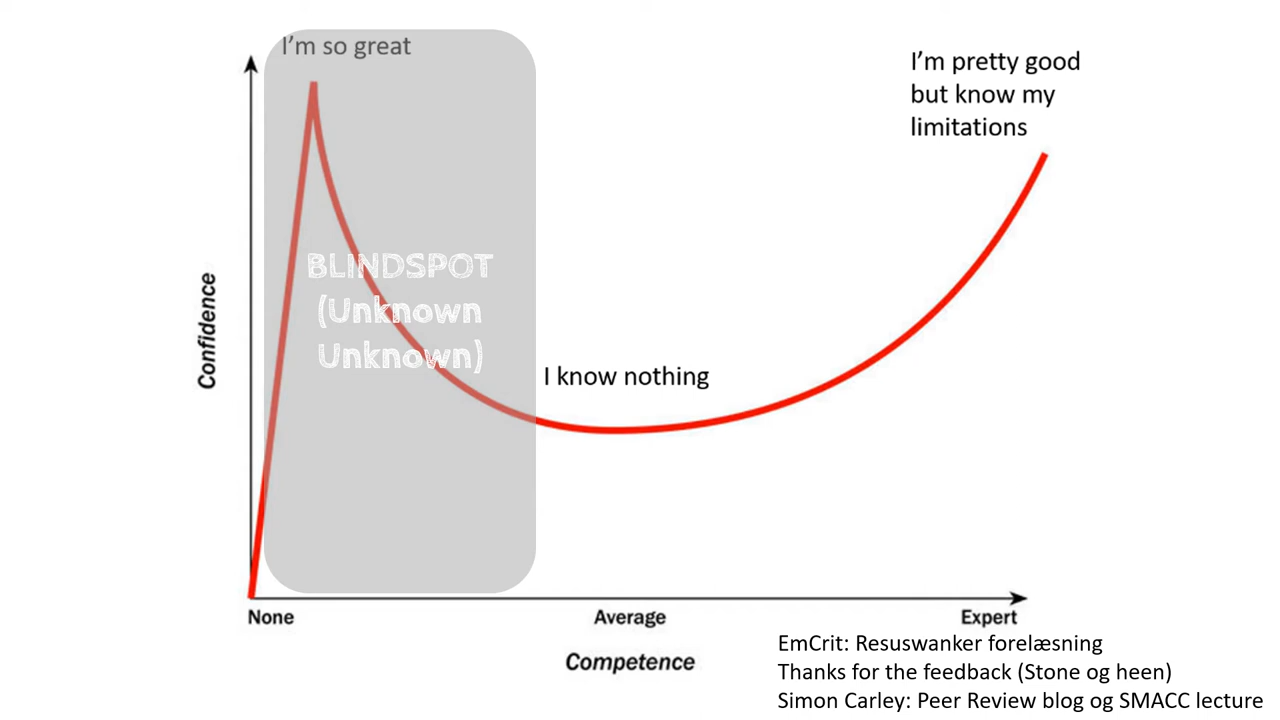 I'm so great
I'm pretty good
but know my
limitations
BLINDSPOT
(Unknown
Unknown)
Confidence
I know nothing
None
Average
Expert
Competence
EmCrit: Resuswanker forelæsning
Thanks for the feedback (Stone og heen)
Simon Carley: Peer Review blog og SMACC lecture